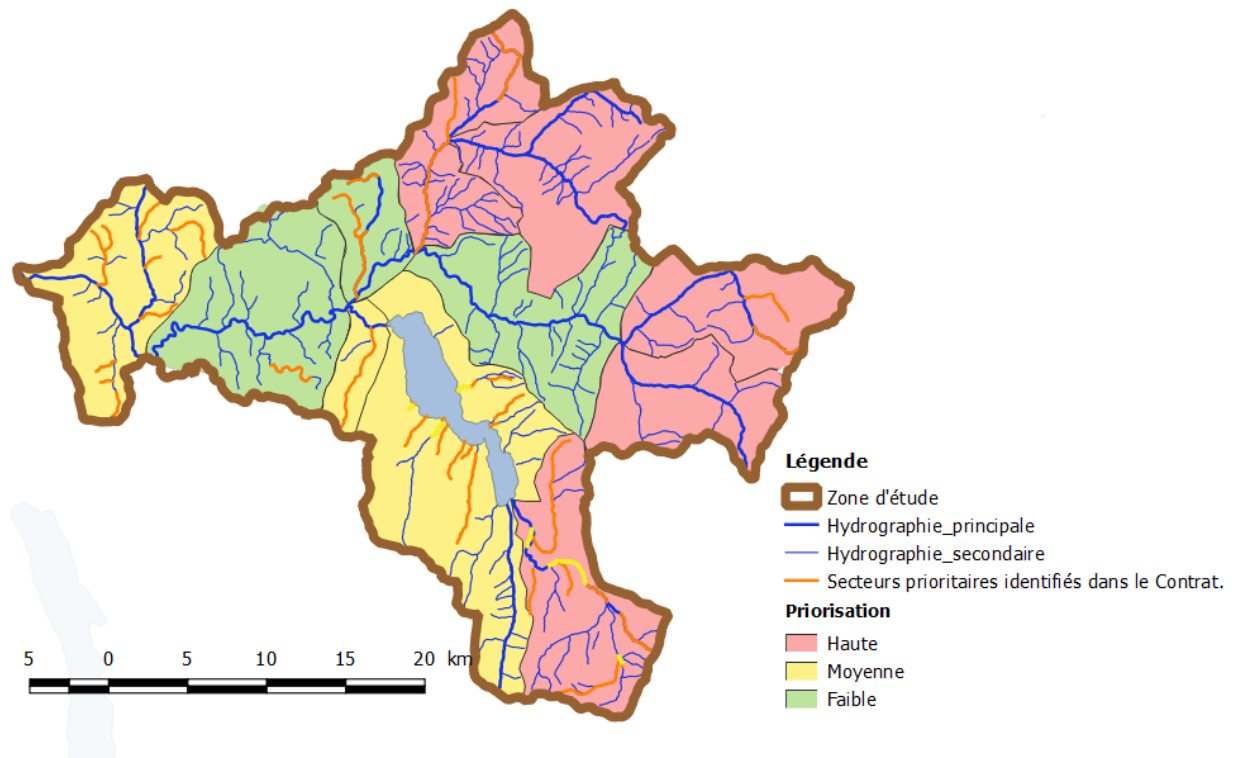 Légende
Zone d'étude
Hydrographie_principale
Hydrographie_secondaire
Secteurs prioritaires identifiés dans le Contrat.
Priorisation
Haute
Moyenne
Faible
5 0 5 10 15 20 km